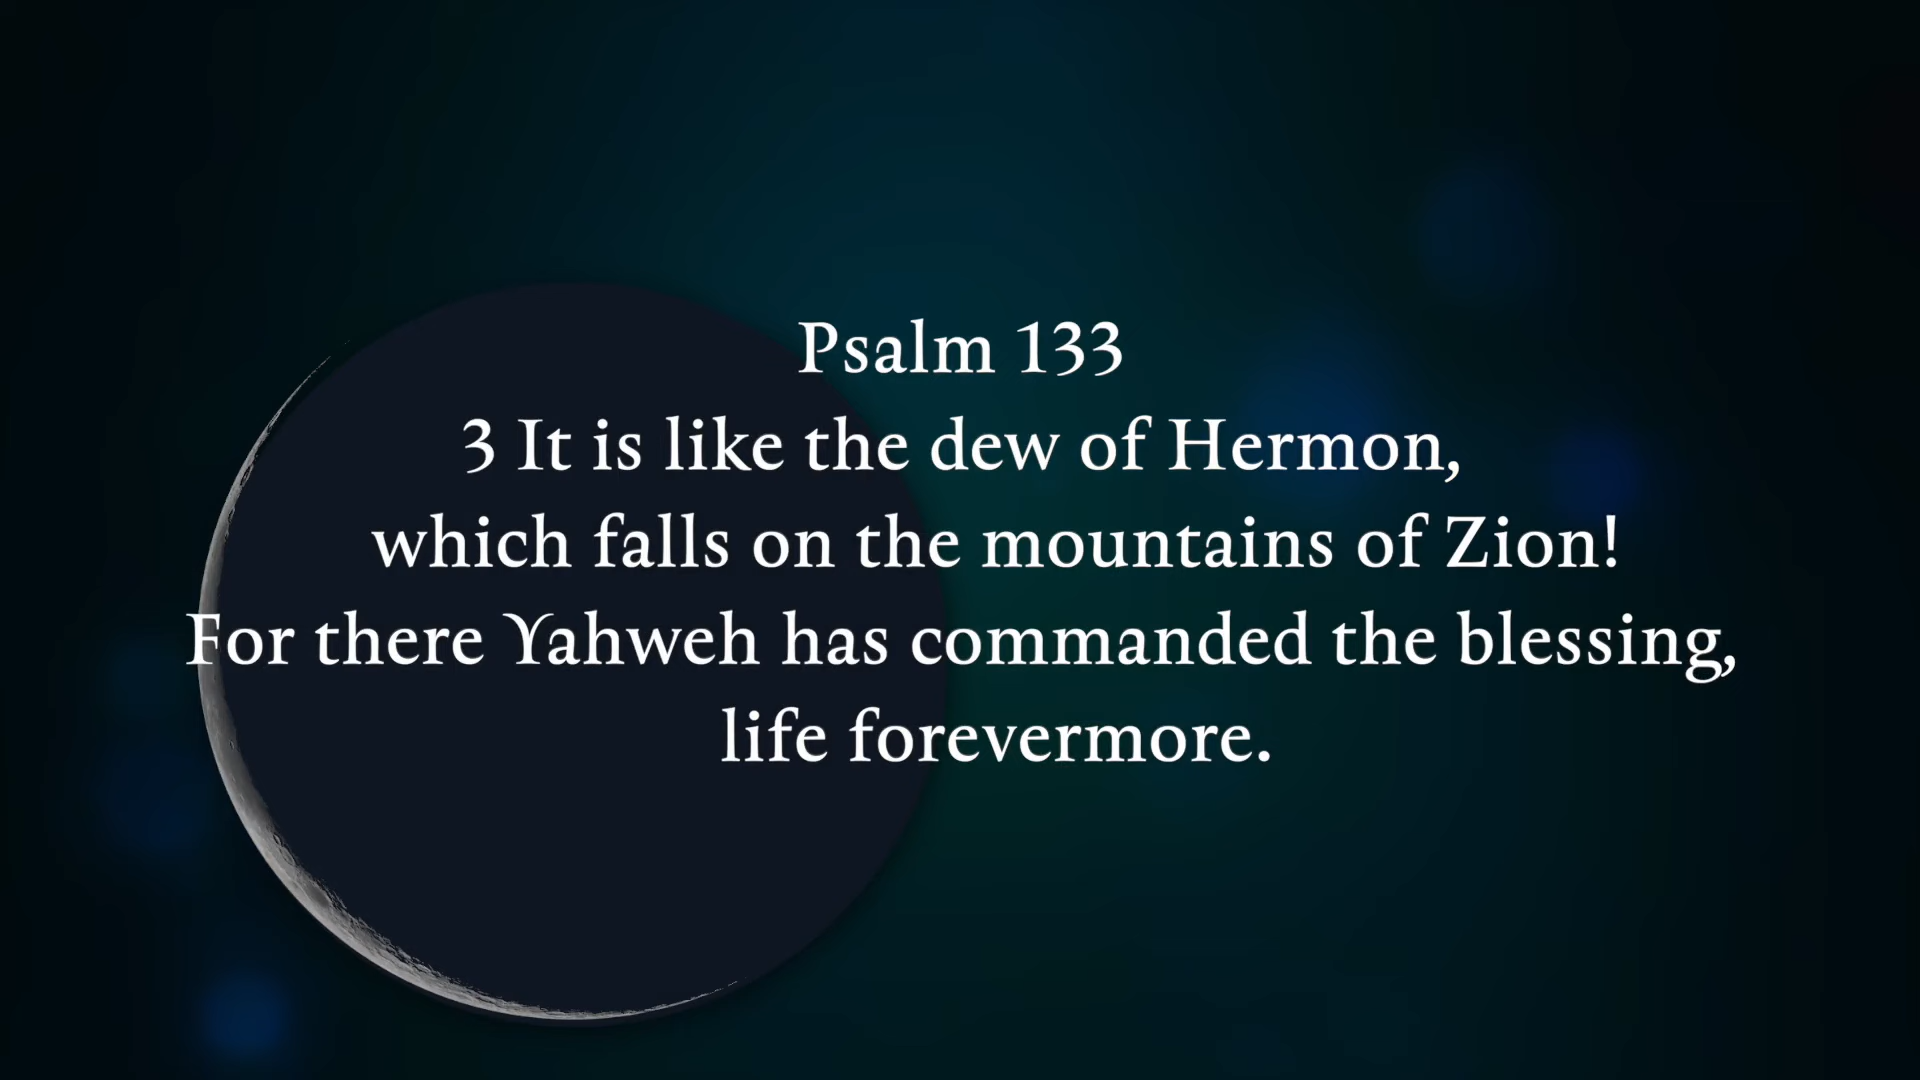 Psalm 133
3 It is like the dew of Hermon,
which falls on the mountains of Zion!
For there Yahweh has commanded the blessing,
life forevermore.